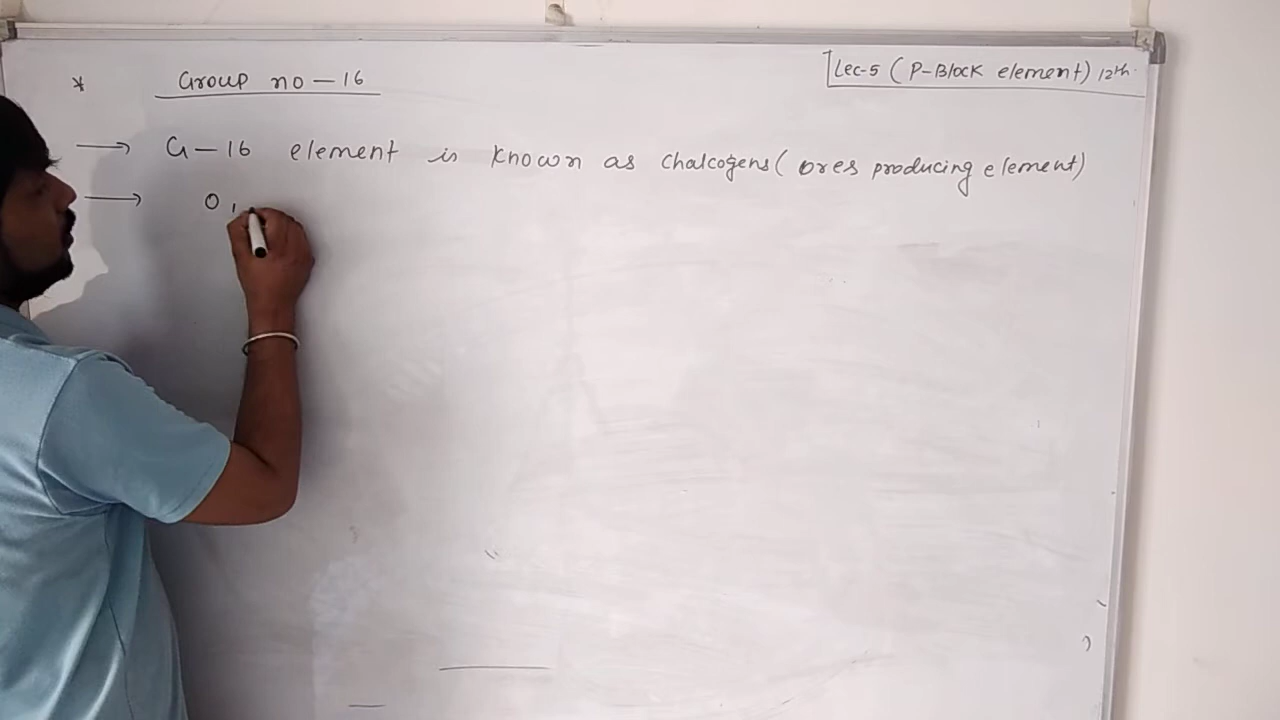 * Group no - 16
Lec-5 (P-Block element) 12th
→ G-16 element is known as chalcogens (ores producing element)
→ O,